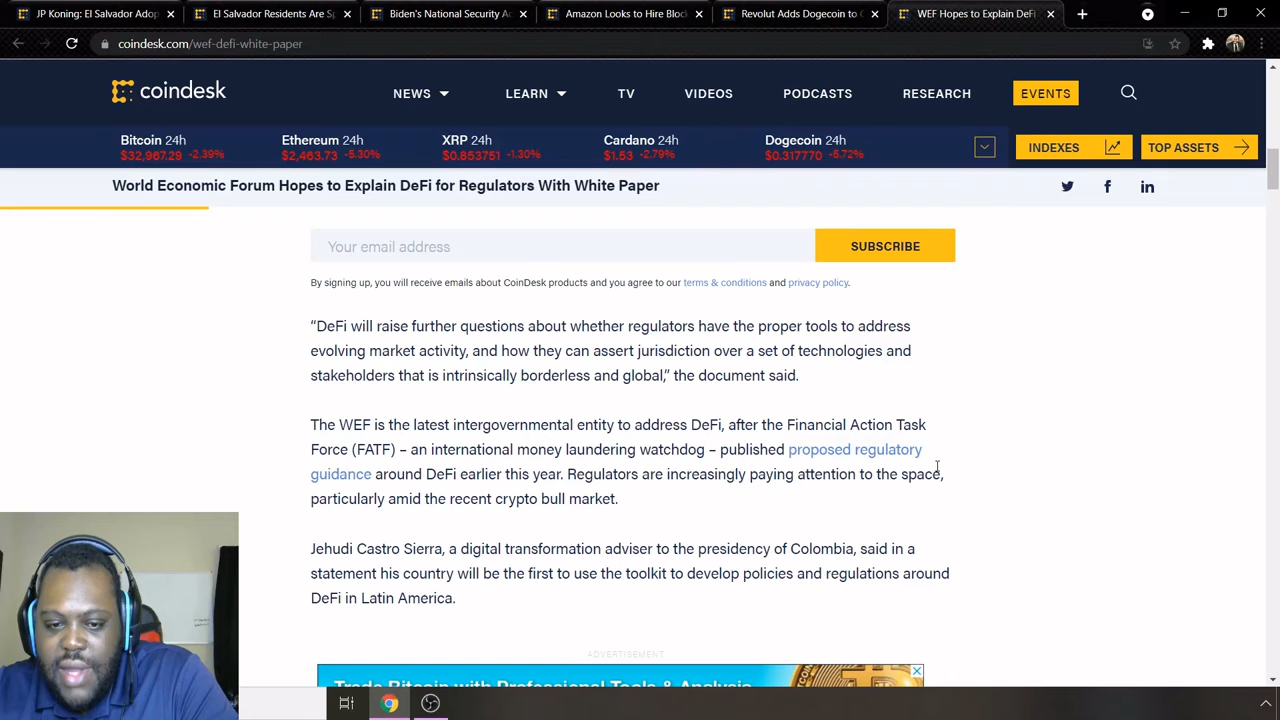 JP Koning: El Salvador Adop
El Salvador Residents Are Sp
Biden's National Security Ac
Amazon Looks to Hire Block
Revolut Adds Dogecoin to C
WEF Hopes to Explain DeFi
coindesk.com/wef-defi-white-paper
coindesk
NEWS
LEARN
TV
VIDEOS
PODCASTS
RESEARCH
EVENTS
Bitcoin 24h
$32,967.29 -2.39%
Ethereum 24h
$2,463.73 -5.30%
XRP 24h
$0.853751 -1.30%
Cardano 24h
$1.53 -2.79%
Dogecoin 24h
$0.317770 -5.72%
INDEXES
TOP ASSETS
World Economic Forum Hopes to Explain DeFi for Regulators With White Paper
Your email address
SUBSCRIBE
By signing up, you will receive emails about CoinDesk products and you agree to our terms & conditions and privacy policy.
“DeFi will raise further questions about whether regulators have the proper tools to address
evolving market activity, and how they can assert jurisdiction over a set of technologies and
stakeholders that is intrinsically borderless and global,” the document said.
The WEF is the latest intergovernmental entity to address DeFi, after the Financial Action Task
Force (FATF) – an international money laundering watchdog – published proposed regulatory
guidance around DeFi earlier this year. Regulators are increasingly paying attention to the space,
particularly amid the recent crypto bull market.
Jehudi Castro Sierra, a digital transformation adviser to the presidency of Colombia, said in a
statement his country will be the first to use the toolkit to develop policies and regulations around
DeFi in Latin America.
ADVERTISEMENT
Trade Bitcoin with Professional Tools & Analysis